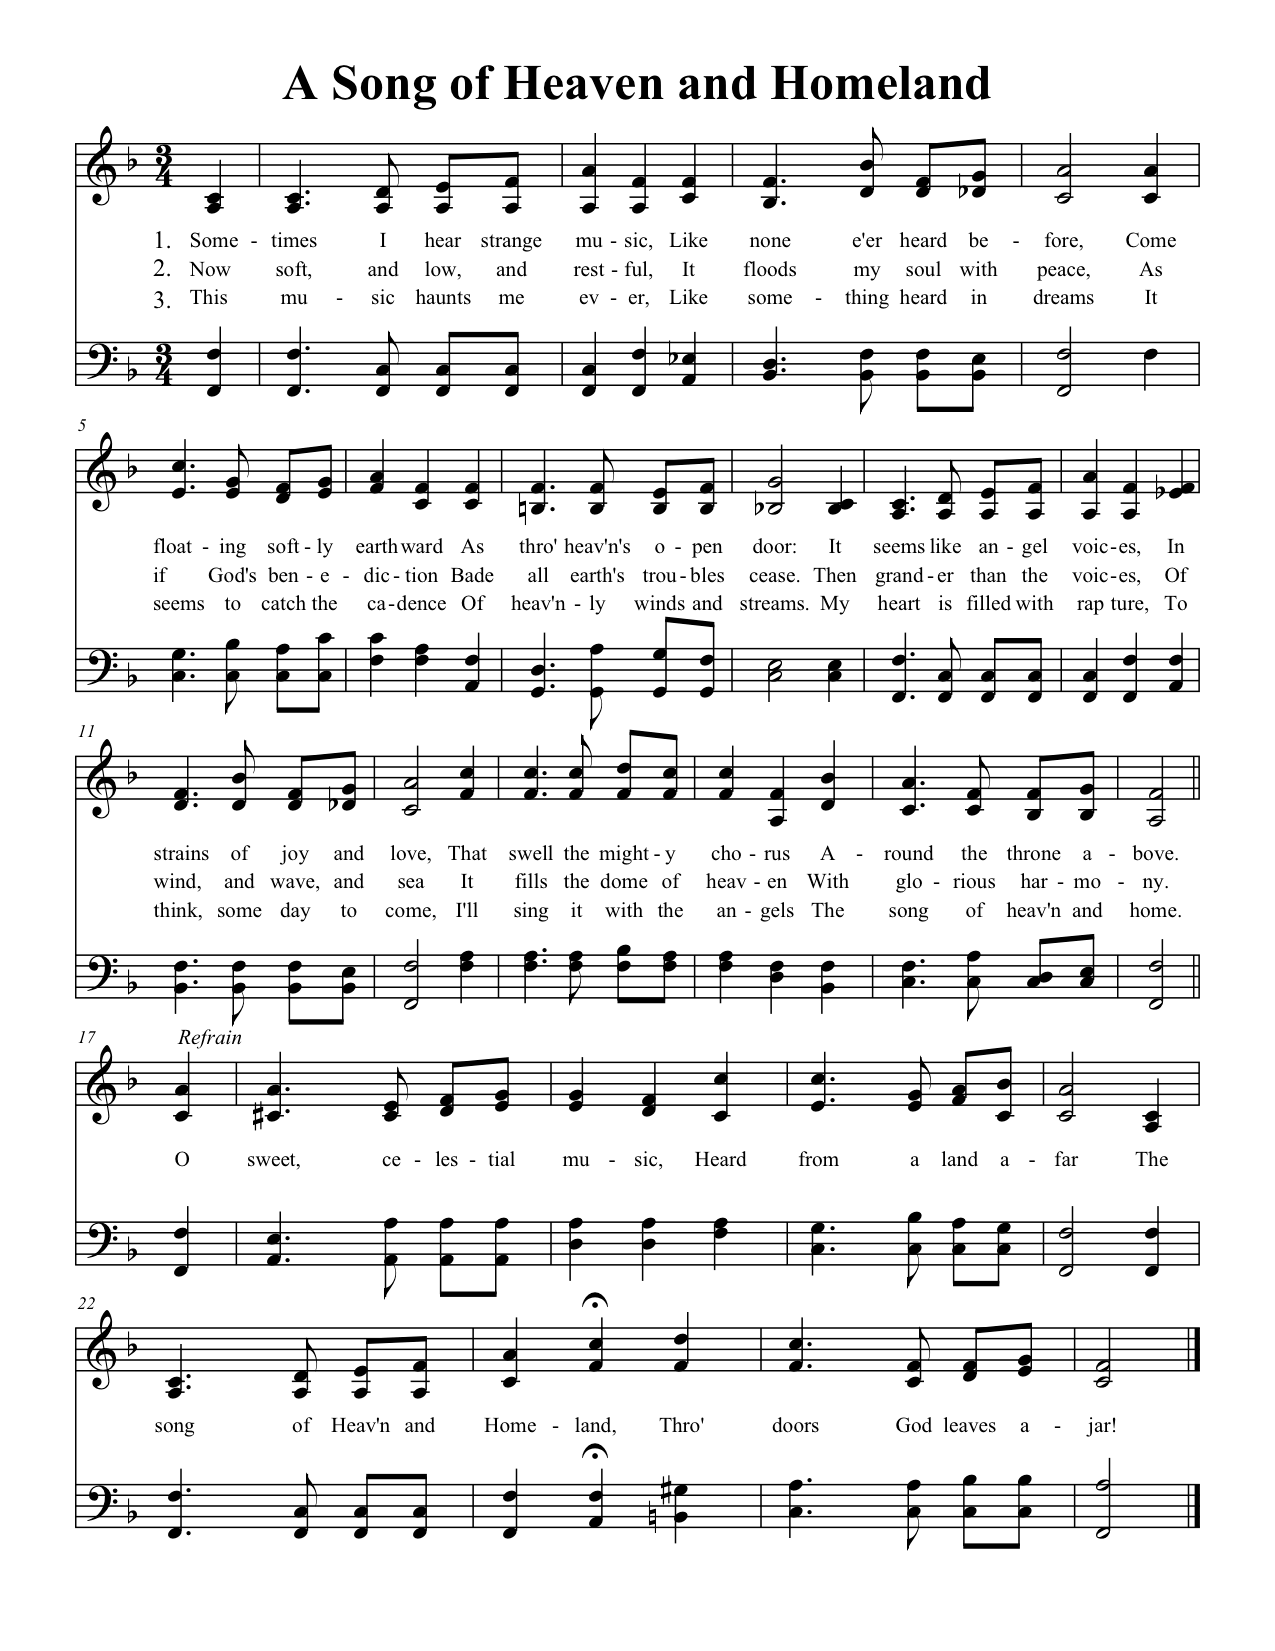 A Song of Heaven and Homeland
3
4
1. Some - times I hear strange mu - sic, Like none e'er heard be - fore, Come
2. Now soft, and low, and rest - ful, It floods my soul with peace, As
3. This mu - sic haunts me ev - er, Like some - thing heard in dreams It
3
4
5
float - ing soft - ly earth ward As thro' heav'n's o - pen door: It seems like an - gel voic - es, In
if God's ben - e - dic - tion Bade all earth's trou - bles cease. Then grand - er than the voic - es, Of
seems to catch the ca - dence Of heav'n - ly winds and streams. My heart is filled with rap ture, To
11
strains of joy and love, That swell the might - y cho - rus A - round the throne a - bove.
wind, and wave, and sea It fills the dome of heav - en With glo - rious har - mo - ny.
think, some day to come, I'll sing it with the an - gels The song of heav'n and home.
17 Refrain
O sweet, ce - les - tial mu - sic, Heard from a land a - far The
22
song of Heav'n and Home - land, Thro' doors God leaves a - jar!